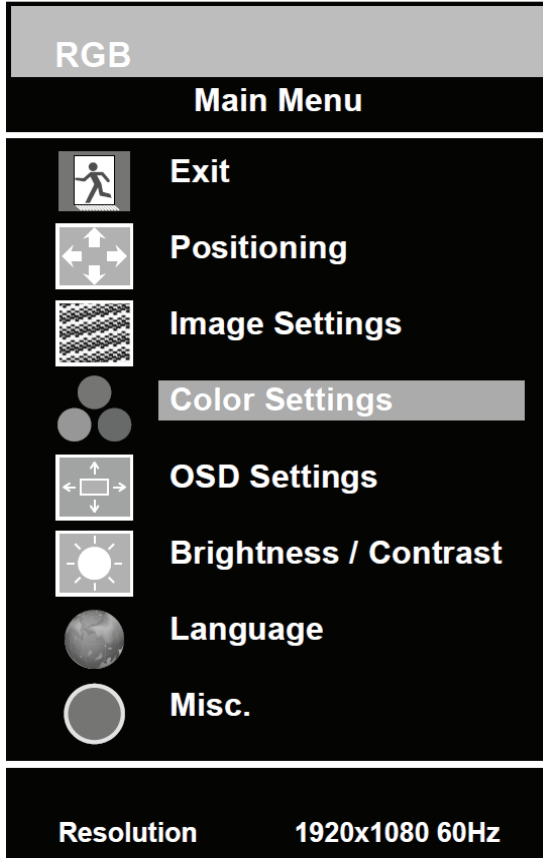 RGB
Main Menu
Exit
Positioning
Image Settings
Color Settings
OSD Settings
Brightness / Contrast
Language
Misc.
Resolution 1920x1080 60Hz